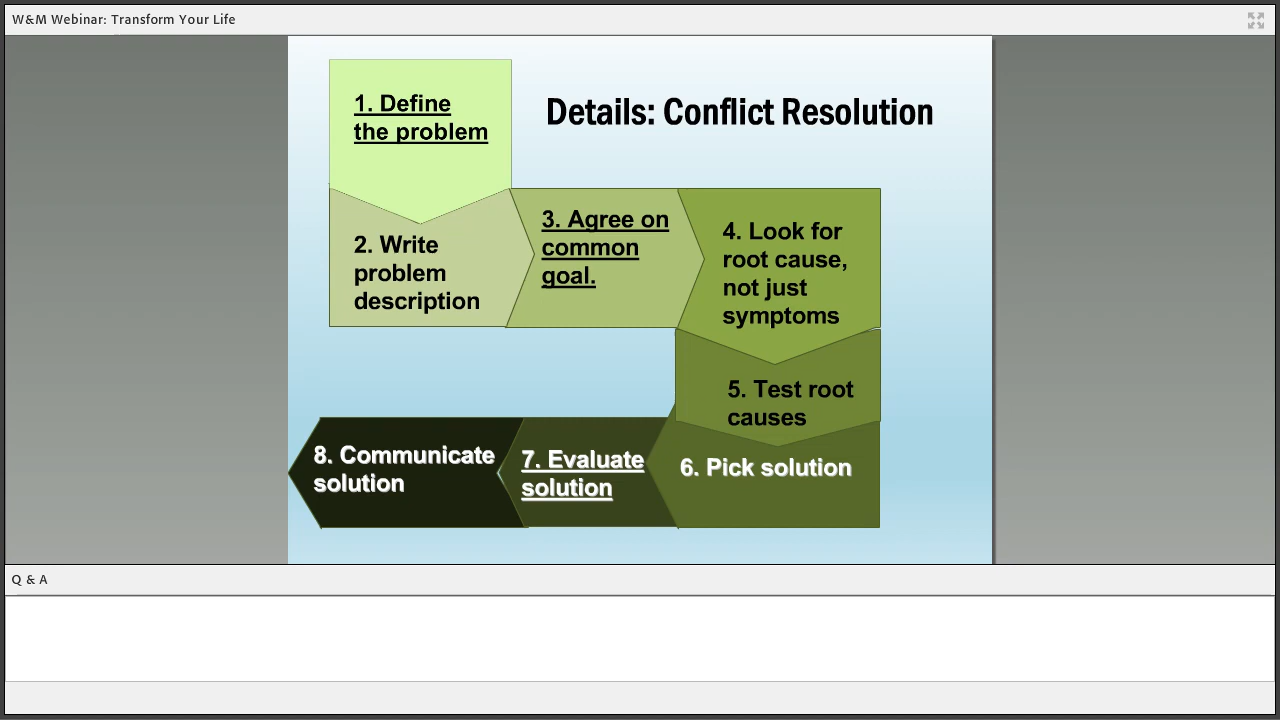 W&M Webinar: Transform Your Life
Details: Conflict Resolution
1. Define
the problem
2. Write
problem
description
3. Agree on
common
goal.
4. Look for
root cause,
not just
symptoms
5. Test root
causes
6. Pick solution
7. Evaluate
solution
8. Communicate
solution
Q & A